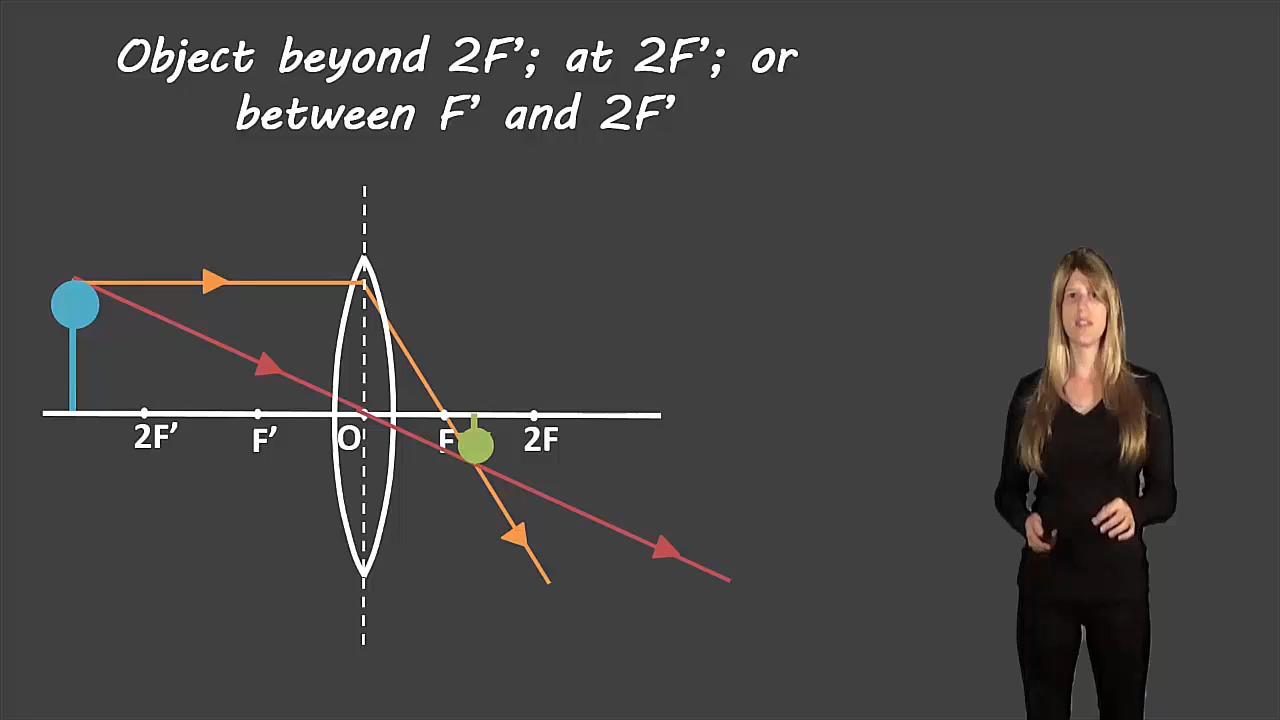 Object beyond 2F’; at 2F’; or
between F’ and 2F’
2F’ F’ O F 2F